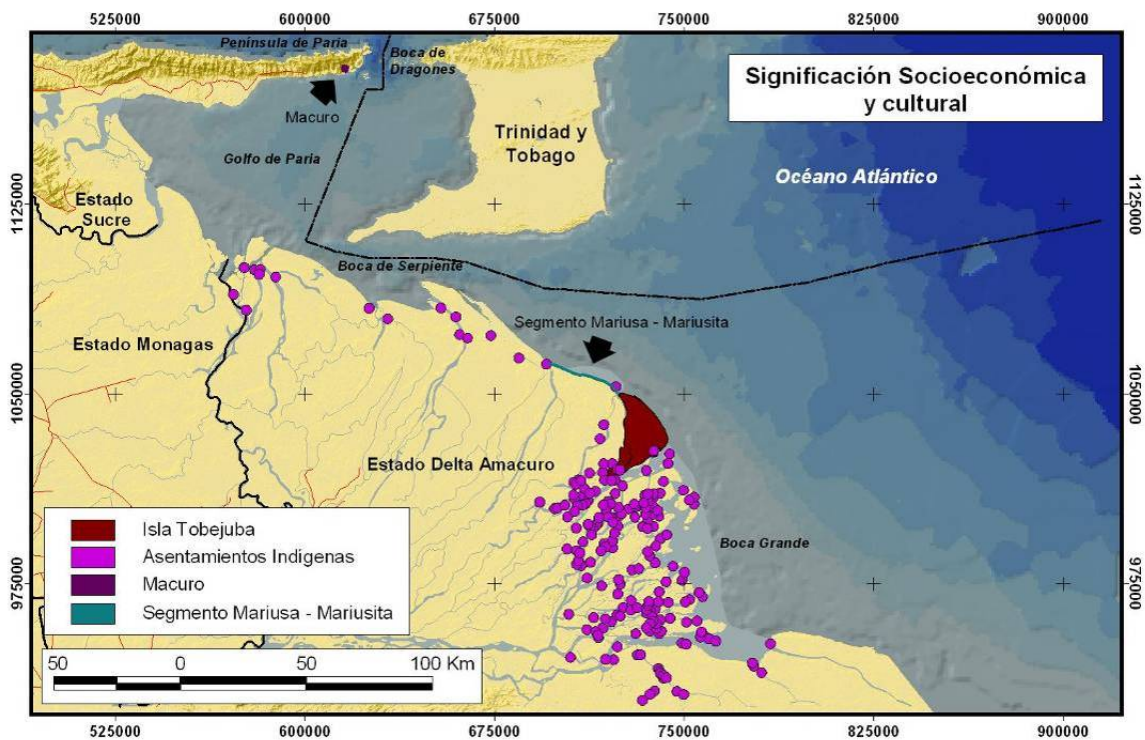 525000 600000 675000 750000 825000 900000
Península de Paria
Boca de
Dragones
Significación Socioeconómica
y cultural
Macuro
Trinidad y
Tobago
Golfo de Paria
Océano Atlántico
Estado
Sucre
1125000
1125000
Boca de Serpiente
Segmento Mariusa - Mariusita
Estado Monagas
1050000
1050000
Estado Delta Amacuro
Isla Tobejuba
Asentamientos Indígenas
Macuro
Segmento Mariusa - Mariusita
Boca Grande
975000
975000
50 0 50 100 Km
525000 600000 675000 750000 825000 900000